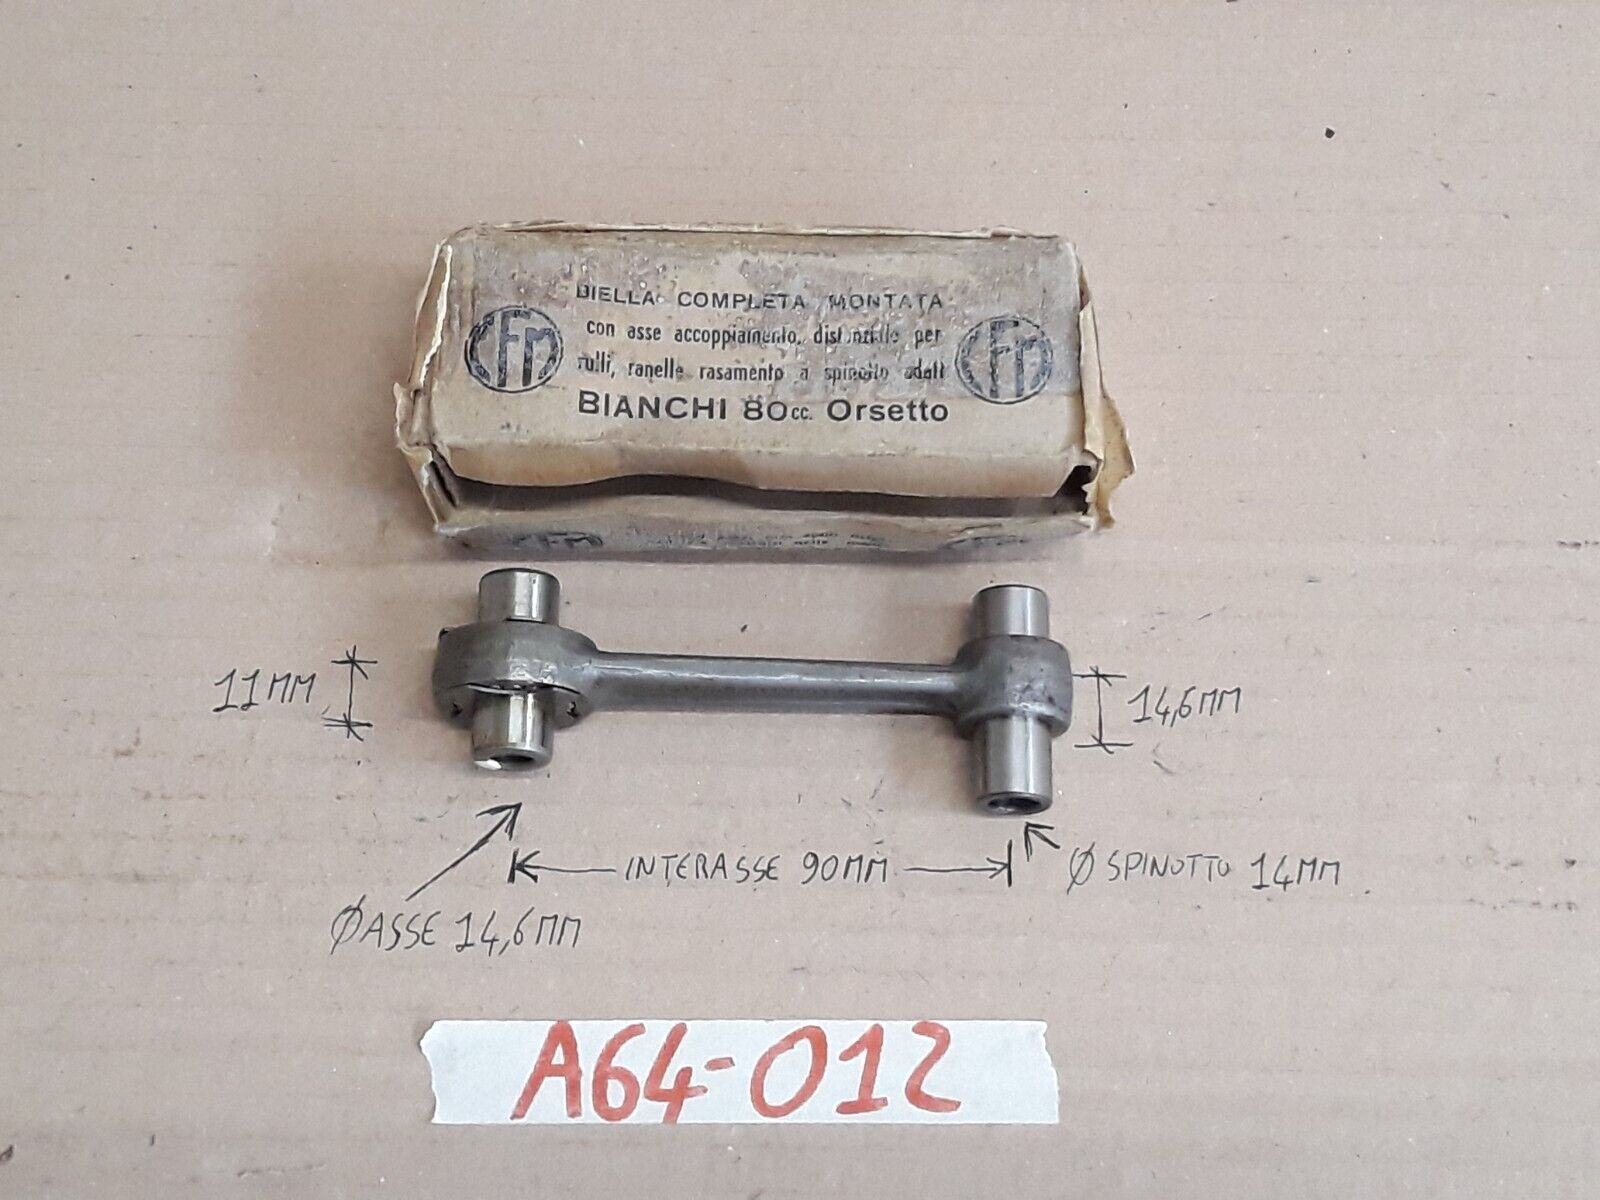 BIELLA COMPLETA MONTATA
con asse accoppiamento, distanziale per
rulli, ranelle rasamento a spinotto adatt
BIANCHI 80cc. Orsetto
CFM
CFM
CFM
11MM
14,6MM
INTERASSE 90MM
Ø SPINOTTO 14MM
ØASSE 14,6MM
A64-012